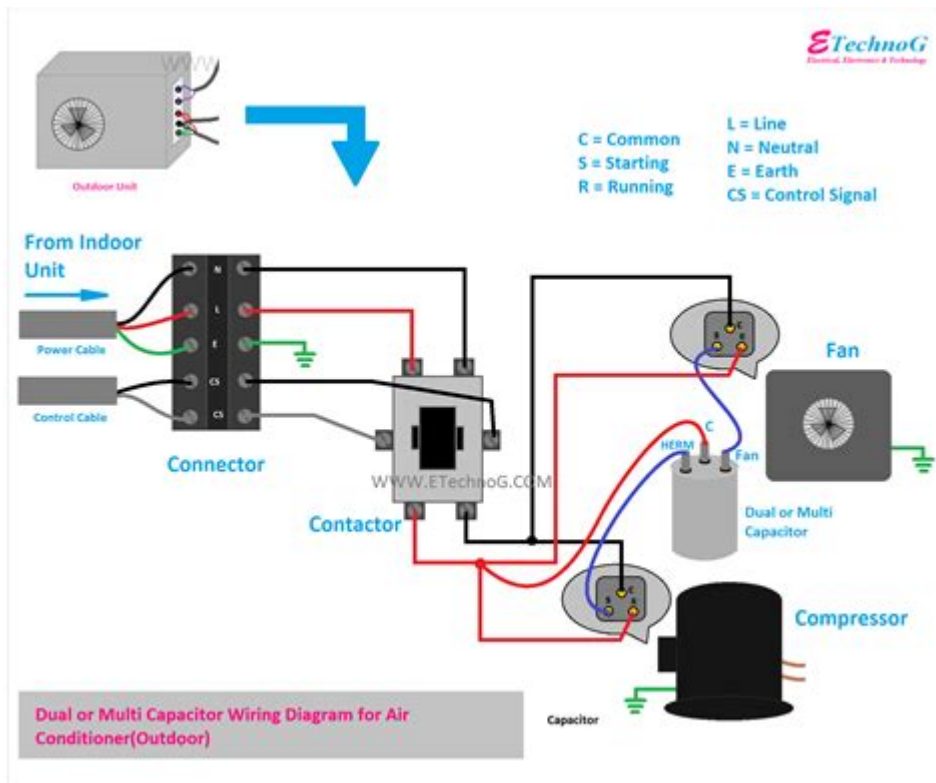 WWW
ETechnoG
Electrical, Electronics & Technology
Outdoor Unit
C = Common
S = Starting
R = Running
L = Line
N = Neutral
E = Earth
CS = Control Signal
From Indoor
Unit
Power Cable
Control Cable
N
L
E
CS
CS
Connector
Contactor
WWW.ETechnoG.COM
C
S
R
Fan
HERM
C
Fan
Dual or Multi
Capacitor
C
S
R
Compressor
Capacitor
Dual or Multi Capacitor Wiring Diagram for Air
Conditioner(Outdoor)